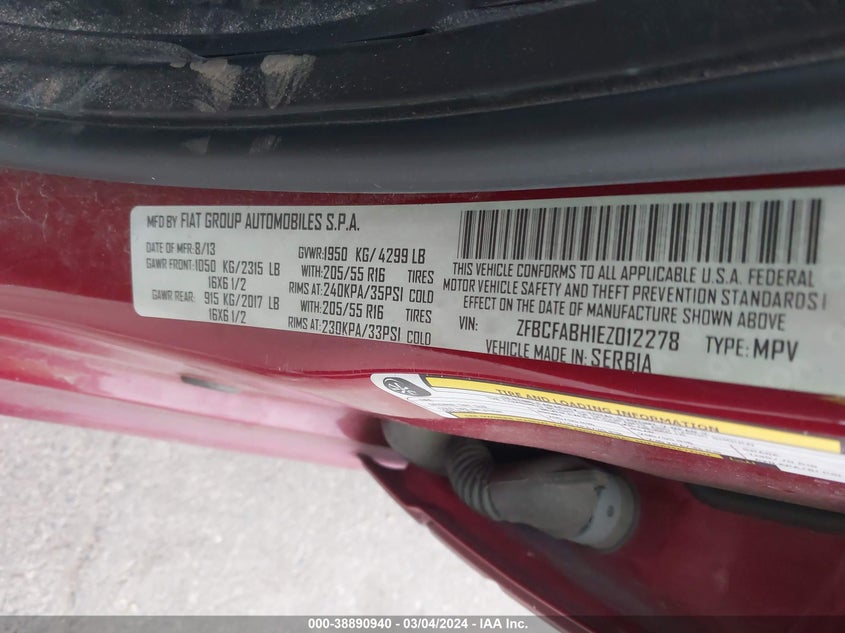 MFD BY FIAT GROUP AUTOMOBILES S.P.A.
DATE OF MFR:8/13 GVWR:1950 KG/4299 LB
GAWR FRONT:1050 KG/2315 LB WITH:205/55 R16 TIRES
16X6 1/2 RIMS AT:240KPA/35PSI COLD
GAWR REAR: 915 KG/2017 LB WITH:205/55 R16 TIRES
16X6 1/2 RIMS AT:230KPA/33PSI COLD
THIS VEHICLE CONFORMS TO ALL APPLICABLE U.S.A. FEDERAL
MOTOR VEHICLE SAFETY AND THEFT PREVENTION STANDARDS I
EFFECT ON THE DATE OF MANUFACTURE SHOWN ABOVE.
VIN: ZFBCFABH1EZ012278 TYPE: MPV
VEHICLE MADE IN: SERBIA
TIRE AND LOADING INFORMATION
000-38890940 - 03/04/2024 - IAA Inc.